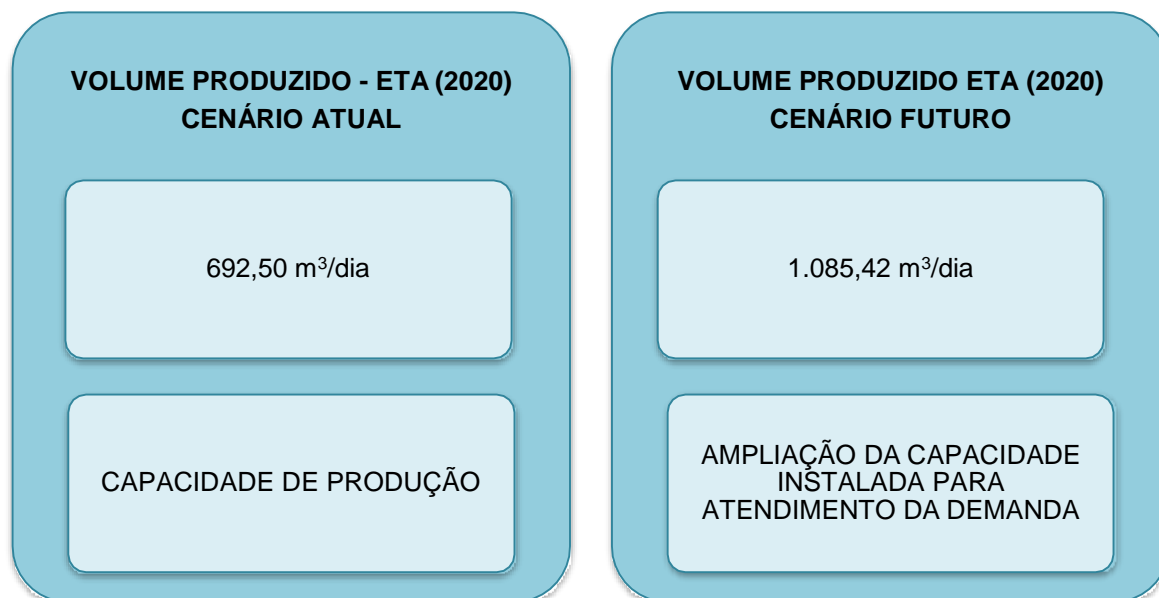 VOLUME PRODUZIDO - ETA (2020)
CENÁRIO ATUAL
692,50 m³/dia
CAPACIDADE DE PRODUÇÃO
VOLUME PRODUZIDO ETA (2020)
CENÁRIO FUTURO
1.085,42 m³/dia
AMPLIAÇÃO DA CAPACIDADE
INSTALADA PARA
ATENDIMENTO DA DEMANDA